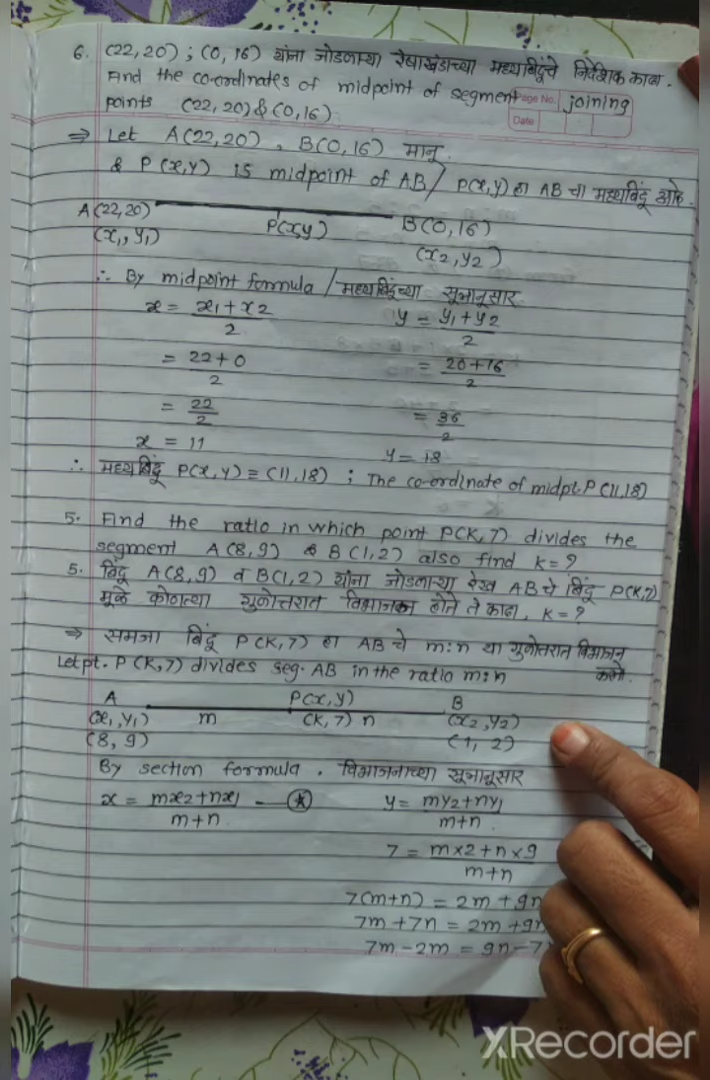 6. (22,20) ; (0, 16) यांना जोडणाऱ्या रेषाखंडाच्या मध्यबिंदूचे निर्देशक काढा.
Find the co-ordinates of midpoint of segment joining
Page No.
points (22,20) & (0,16)
Date
⇒ Let A(22,20), B(0,16) मानू.
& P(x,y) is midpoint of AB / P(x,y) हा AB चा मध्यबिंदू आहे.
A(22,20) P(xy) B(0,16)
(x₁, y₁) (x₂, y₂)
∴ By midpoint formula / मध्यबिंदूच्या सूत्रानुसार
x = x₁+x₂/2 y = y₁+y₂/2
= 22+0/2 = 20+16/2
= 22/2 = 36/2
x = 11 y = 18
∴ मध्यबिंदू P(x,y) ≡ (11,18) ; The co-ordinate of midpt. P (11,18)
5. Find the ratio in which point P(K,7) divides the
segment A(8,9) & B(1,2) also find k = ?
5. बिंदू A(8,9) व B(1,2) यांना जोडणाऱ्या रेख AB चे बिंदू P(K,7)
मूळे कोणत्या गुणोत्तरात विभाजन होते ते काढा, K = ?
⇒ समजा बिंदू P(K,7) हा AB चे m:n या गुणोत्तरात विभाजन
Let pt. P(K,7) divides seg. AB in the ratio m:n करतो.
A P(x,y) B
(x₁, y₁) m (K, 7) n (x₂, y₂)
(8, 9) (1, 2)
By section formula . विभाजनाच्या सूत्रानुसार
x = mx₂+nx₁/m+n - * y = my₂+ny₁/m+n
7 = m×2+n×9/m+n
7(m+n) = 2m+9n
7m+7n = 2m+9n
7m-2m = 9n-7
XRecorder